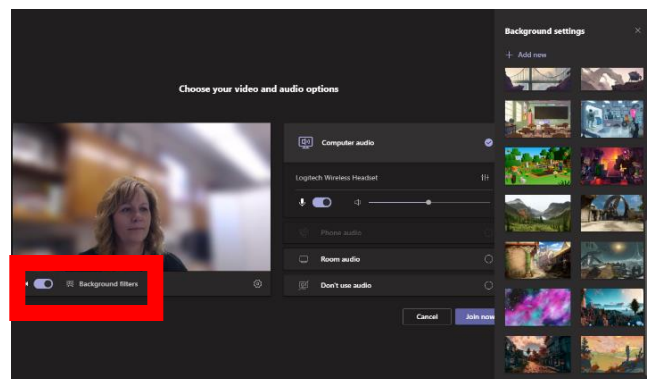 Choose your video and audio options
Background filters
Computer audio
Logitech Wireless Headset
Phone audio
Room audio
Don't use audio
Cancel
Join now
Background settings
+ Add new